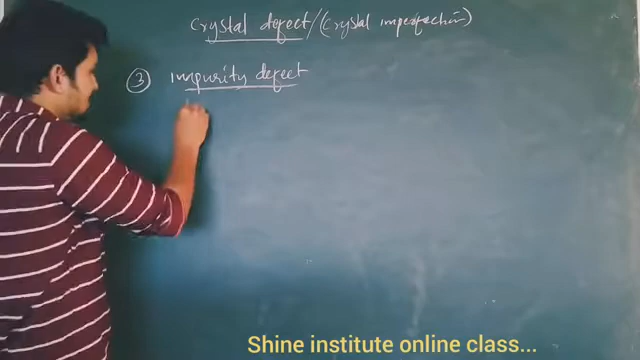 Crystal defect/(Crystal imperfection)
③ impurity defect
Shine institute online class...